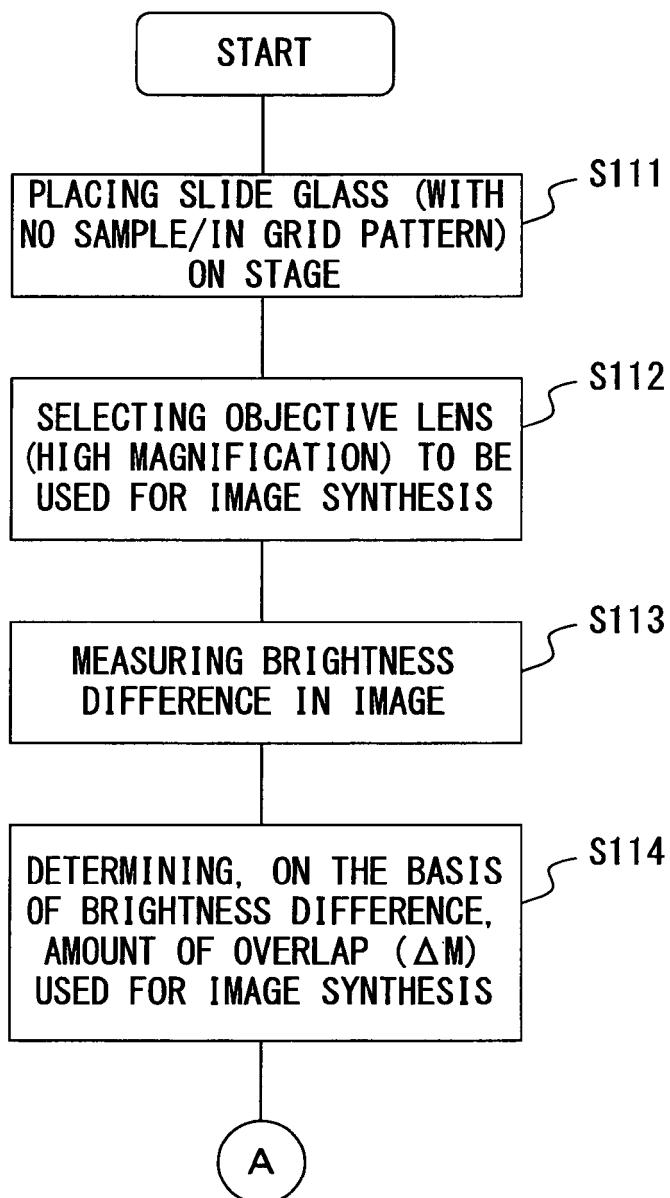 START
S111
PLACING SLIDE GLASS (WITH
NO SAMPLE/IN GRID PATTERN)
ON STAGE
S112
SELECTING OBJECTIVE LENS
(HIGH MAGNIFICATION) TO BE
USED FOR IMAGE SYNTHESIS
S113
MEASURING BRIGHTNESS
DIFFERENCE IN IMAGE
S114
DETERMINING, ON THE BASIS
OF BRIGHTNESS DIFFERENCE,
AMOUNT OF OVERLAP (ΔM)
USED FOR IMAGE SYNTHESIS
A